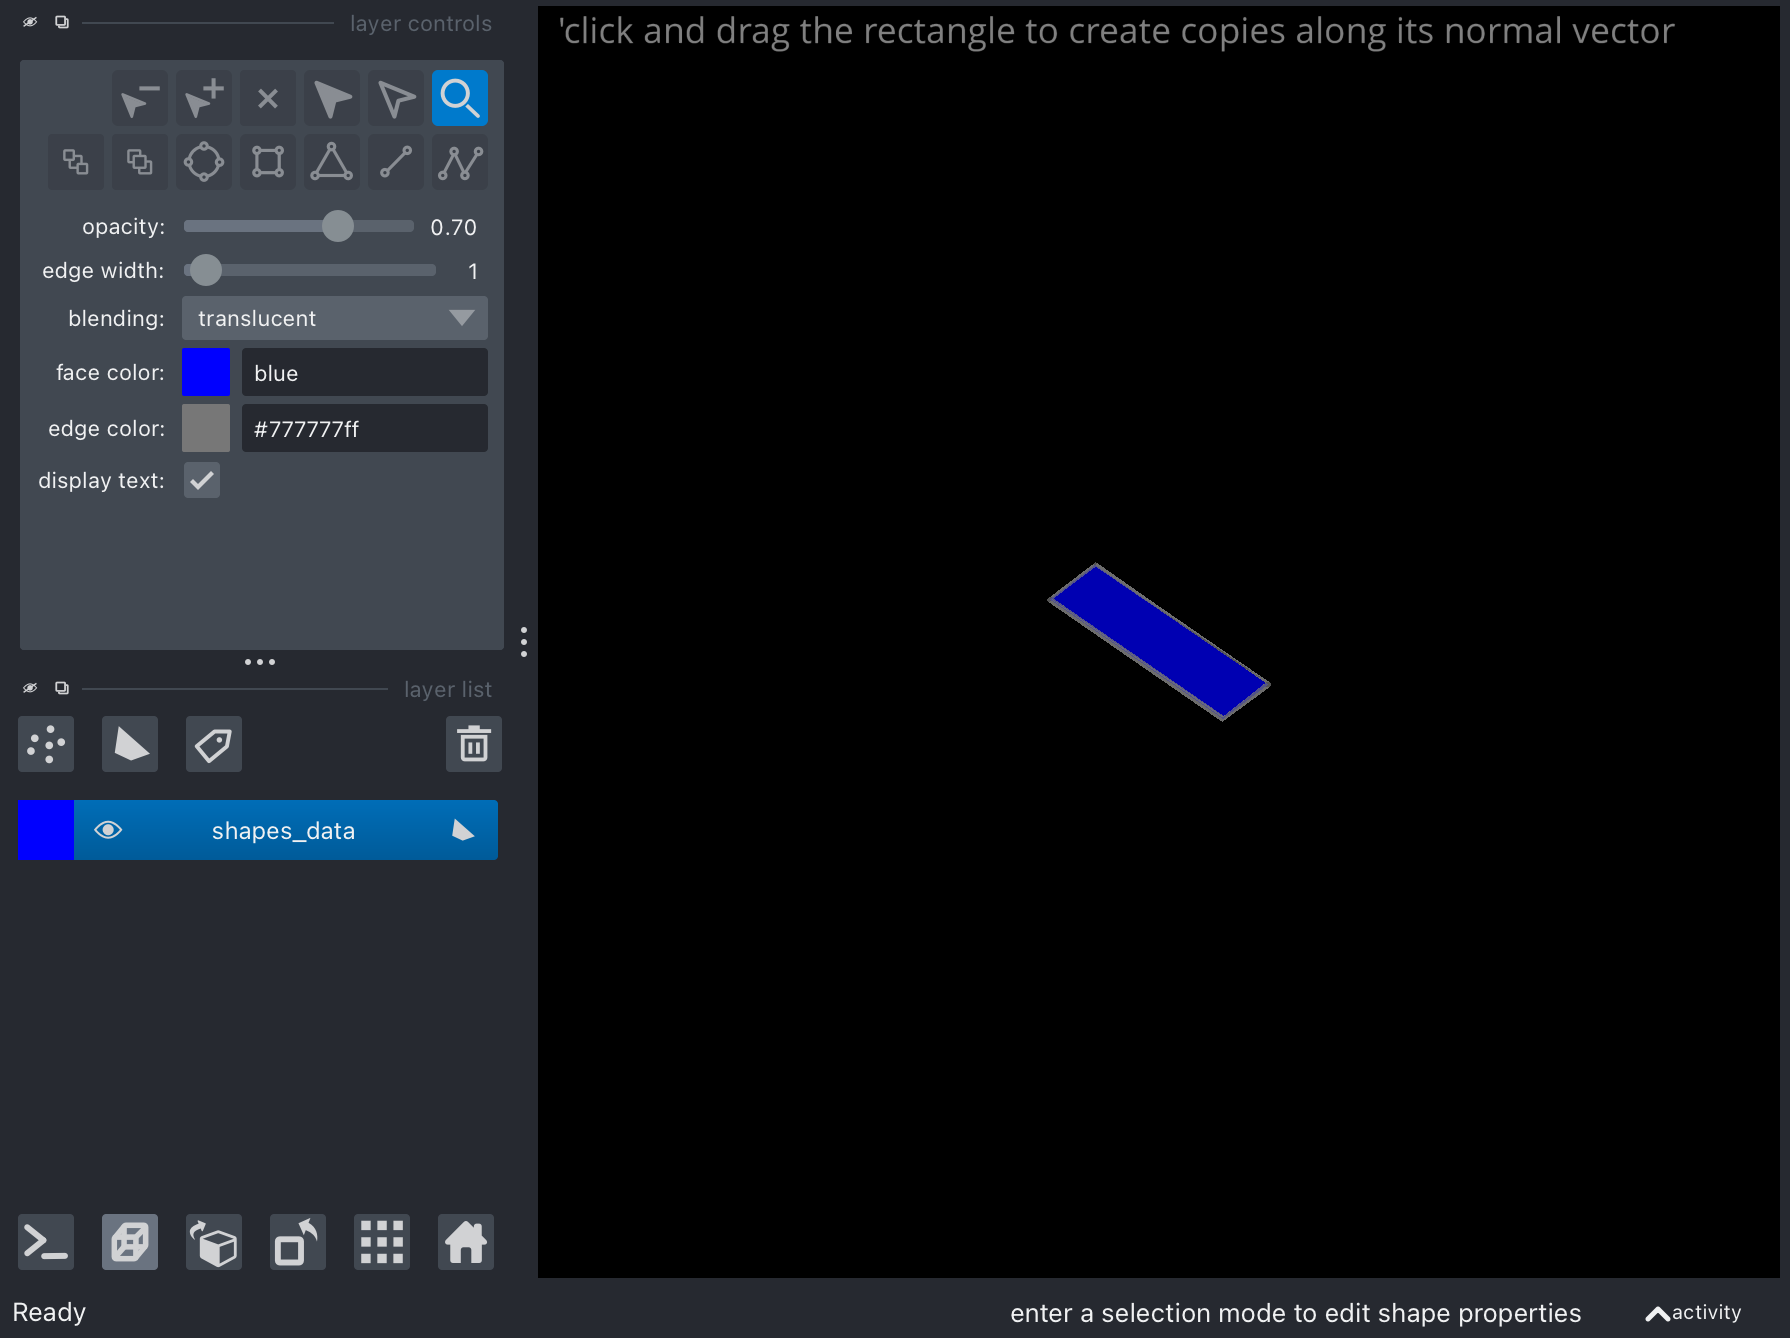 layer controls
'click and drag the rectangle to create copies along its normal vector
opacity: 0.70
edge width: 1
blending: translucent
face color: blue
edge color: #777777ff
display text:
layer list
shapes_data
Ready
enter a selection mode to edit shape properties
activity